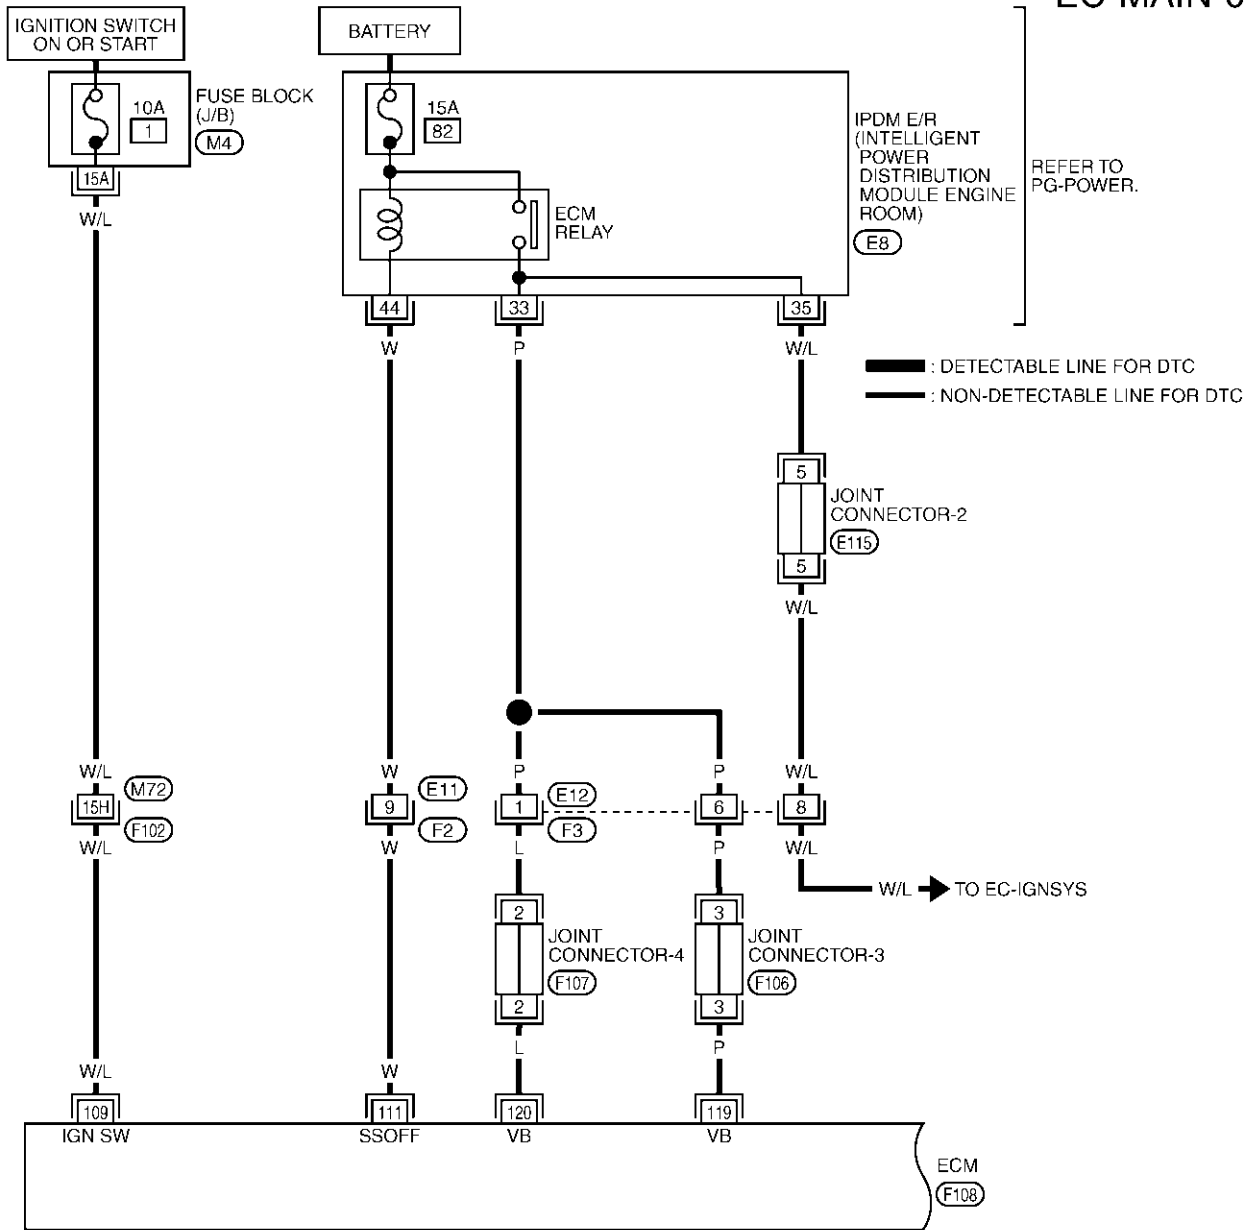 EC-MAIN-0
IGNITION SWITCH
ON OR START
BATTERY
10A
1
FUSE BLOCK
(J/B)
M4
15A
82
IPDM E/R
(INTELLIGENT
POWER
DISTRIBUTION
MODULE ENGINE
ROOM)
E8
REFER TO
PG-POWER.
15A
W/L
ECM
RELAY
44
33
35
W
P
W/L
: DETECTABLE LINE FOR DTC
: NON-DETECTABLE LINE FOR DTC
5
JOINT
CONNECTOR-2
E115
5
W/L
W/L
W
P
P
W/L
15H
M72
F102
9
E11
F2
1
E12
F3
6
8
W/L
W
L
P
W/L
W/L
TO EC-IGNSYS
2
JOINT
CONNECTOR-4
F107
2
3
JOINT
CONNECTOR-3
F106
3
W/L
W
L
P
109
111
120
119
IGN SW
SSOFF
VB
VB
ECM
F108